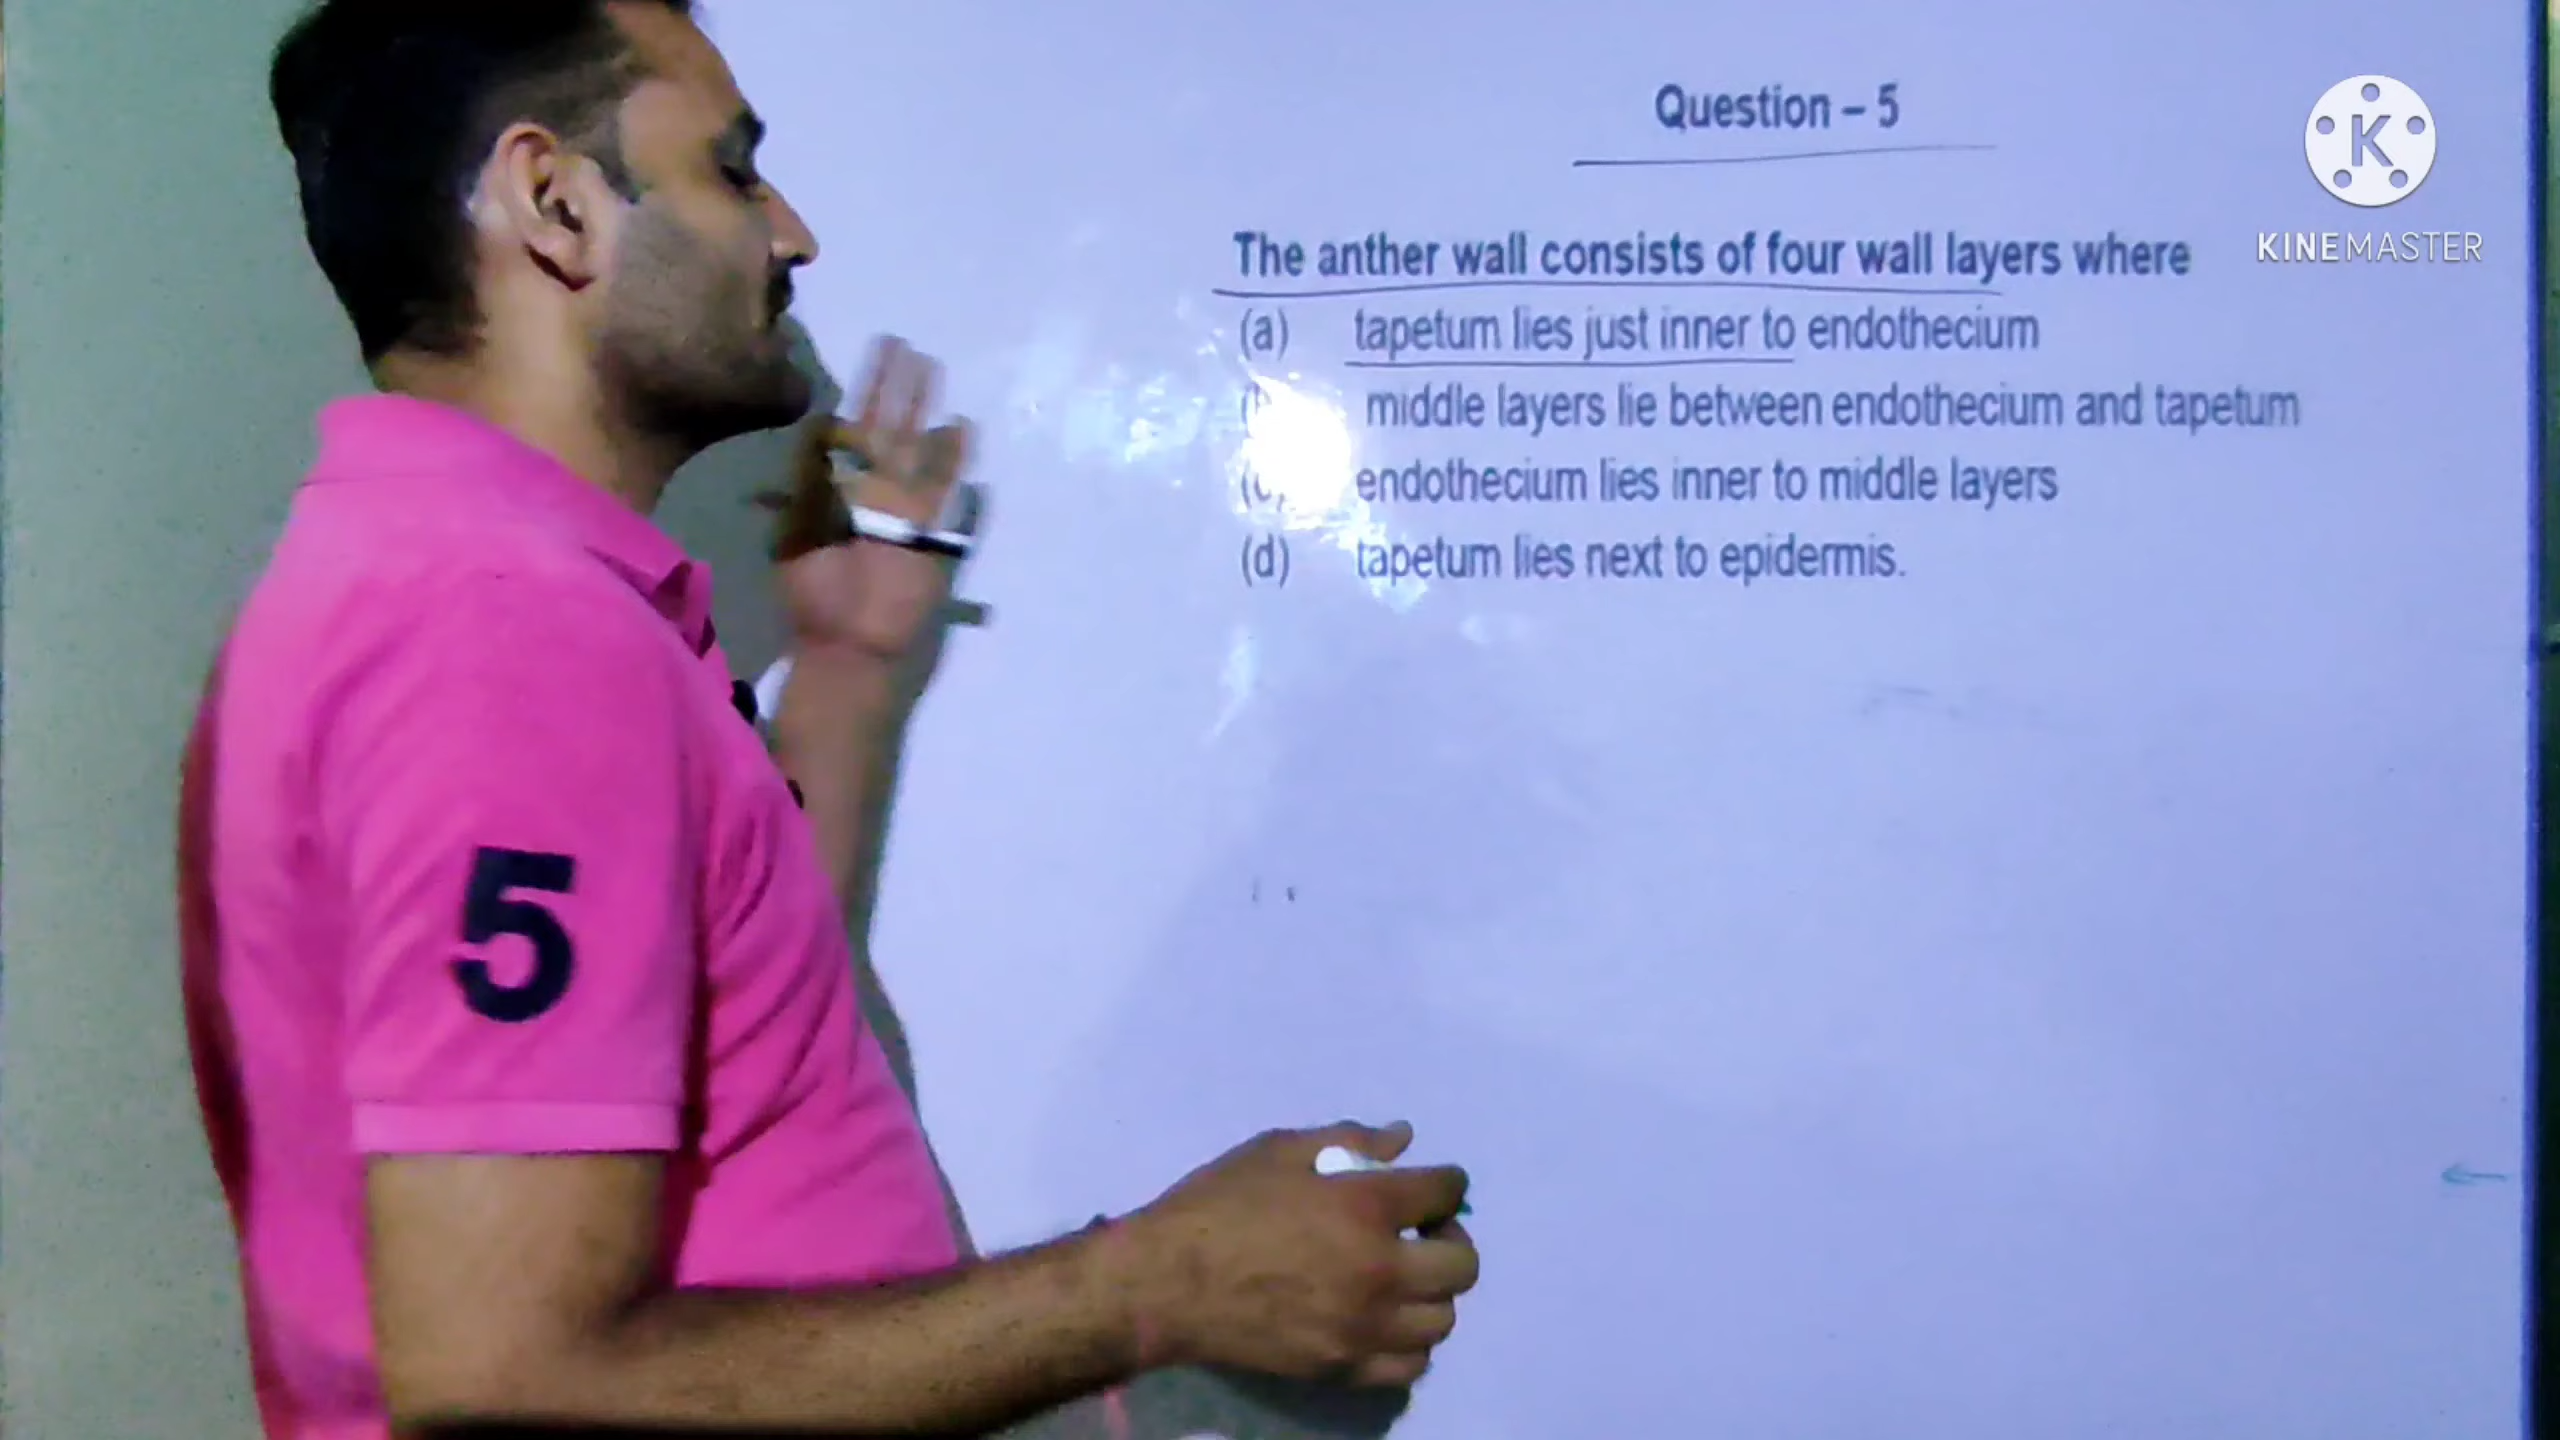 Question – 5
K
KINEMASTER
The anther wall consists of four wall layers where
(a) tapetum lies just inner to endothecium
middle layers lie between endothecium and tapetum
endothecium lies inner to middle layers
(d) tapetum lies next to epidermis.
5